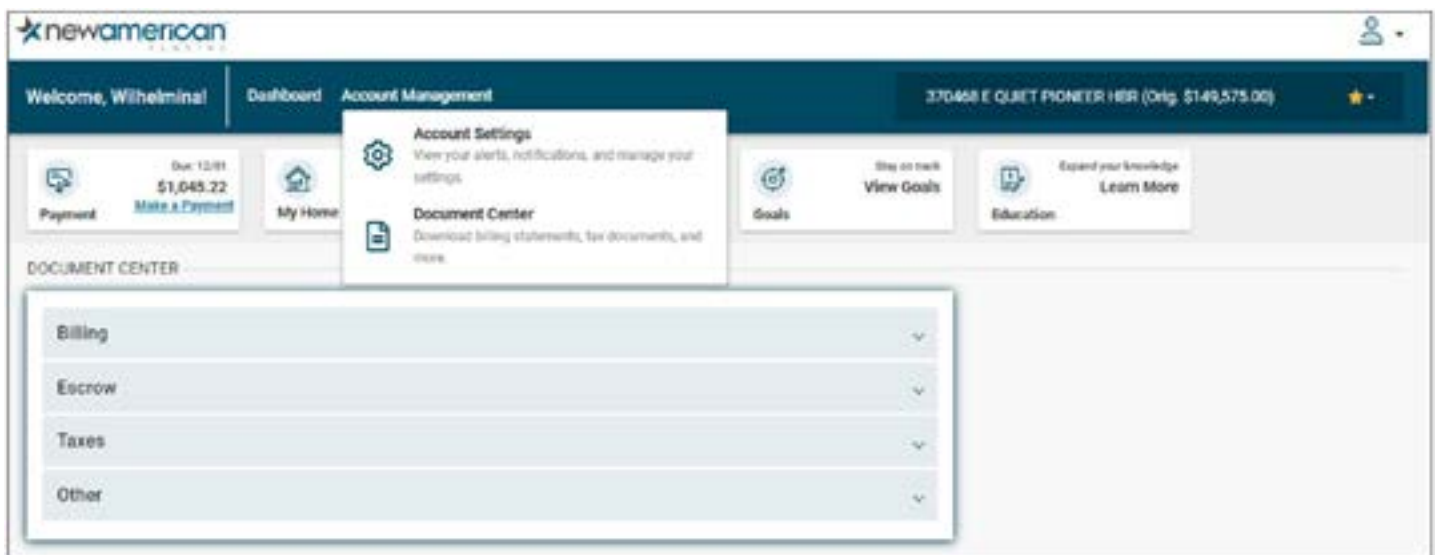 newamerican
FUNDING
Welcome, Wilhelmina!
Dashboard
Account Management
370468 E QUIET PIONEER HBR (Orig. $149,575.00)
Account Settings
View your alerts, notifications, and manage your
settings.
Document Center
Download billing statements, tax documents, and
more.
Due: 12/01
$1,045.22
Make a Payment
Payment
My Home
Stay on track
View Goals
Goals
Expand your knowledge
Learn More
Education
DOCUMENT CENTER
Billing
Escrow
Taxes
Other